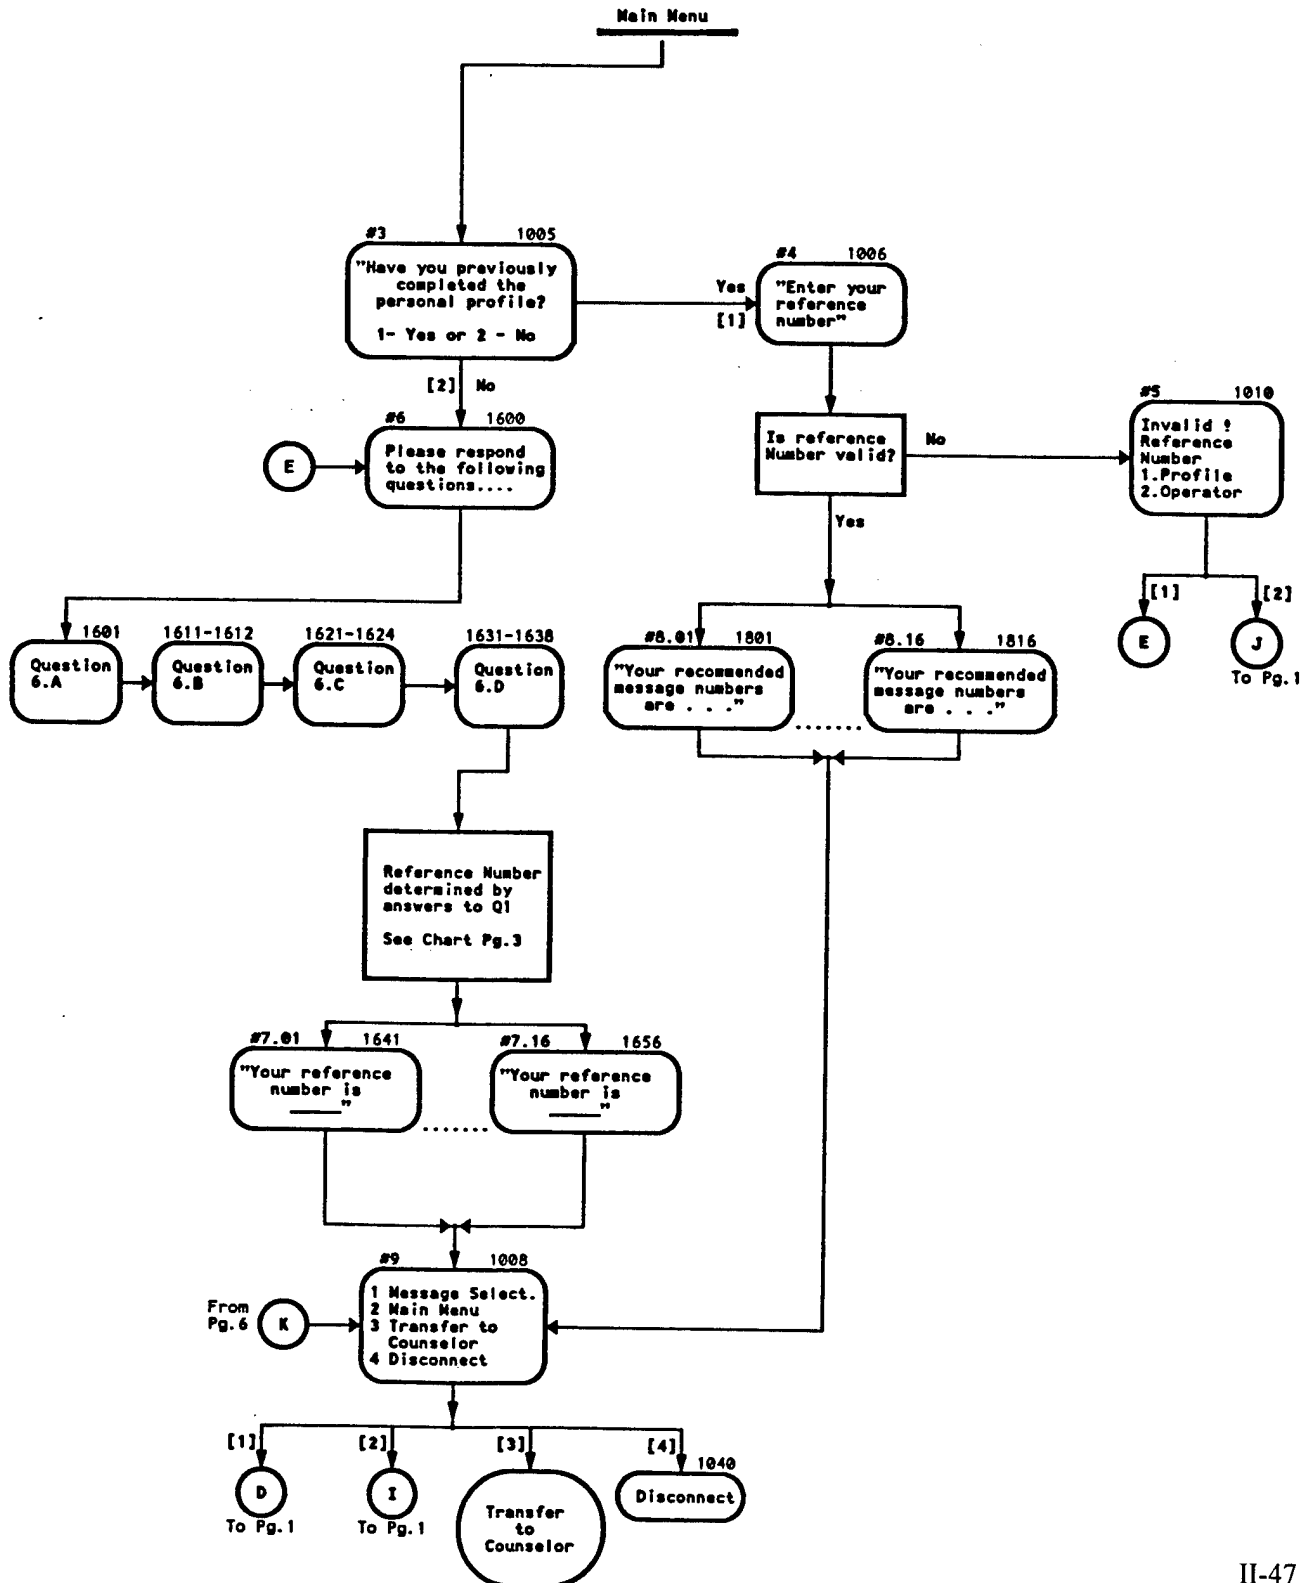 Main Menu
#3 1005
"Have you previously
completed the
personal profile?
1- Yes or 2 - No
Yes
[1]
#4 1006
"Enter your
reference
number"
[2] No
#6 1600
Please respond
to the following
questions....
E
Is reference
Number valid?
No
Yes
#5 1010
Invalid !
Reference
Number
1.Profile
2.Operator
[1]
[2]
E
J
To Pg.1
1601
Question
6.A
1611-1612
Question
6.B
1621-1624
Question
6.C
1631-1638
Question
6.D
#8.01 1801
"Your recommended
message numbers
are . . ."
.......
#8.16 1816
"Your recommended
message numbers
are . . ."
Reference Number
determined by
answers to Q1
See Chart Pg.3
#7.01 1641
"Your reference
number is
_____"
.......
#7.16 1656
"Your reference
number is
_____"
#9 1008
1 Message Select.
2 Main Menu
3 Transfer to
Counselor
4 Disconnect
From
Pg.6
K
[1]
[2]
[3]
[4]
D
To Pg.1
I
To Pg.1
Transfer
to
Counselor
1040
Disconnect
II-47